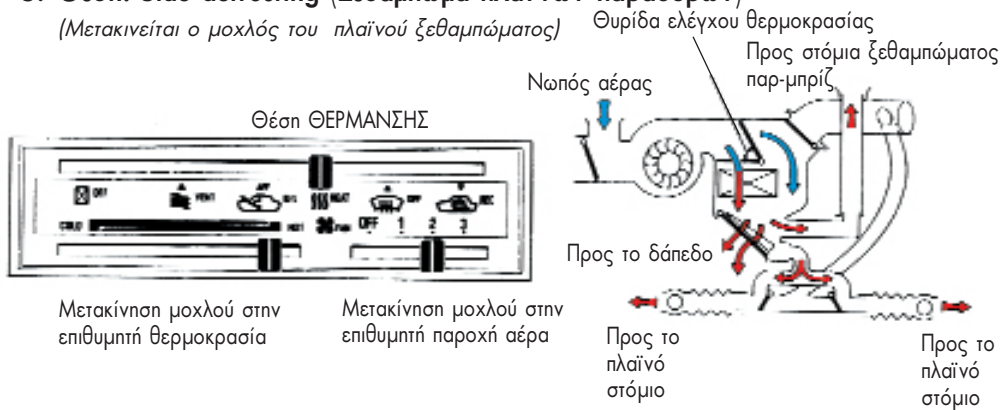 (Μετακινείται ο μοχλός του πλαϊνού ξεθαμπώματος)
Θυρίδα ελέγχου θερμοκρασίας
Προς στόμια ξεθαμπώματος
παρ-μπρίζ
Νωπός αέρας
Θέση ΘΕΡΜΑΝΣΗΣ
OFF
VENT
HEAT
DEF
REC
COLD
HOT
FAN
OFF 1 2 3
Προς το δάπεδο
Μετακίνηση μοχλού στην
επιθυμητή θερμοκρασία
Μετακίνηση μοχλού στην
επιθυμητή παροχή αέρα
Προς το
πλαϊνό
στόμιο
Προς το
πλαϊνό
στόμιο